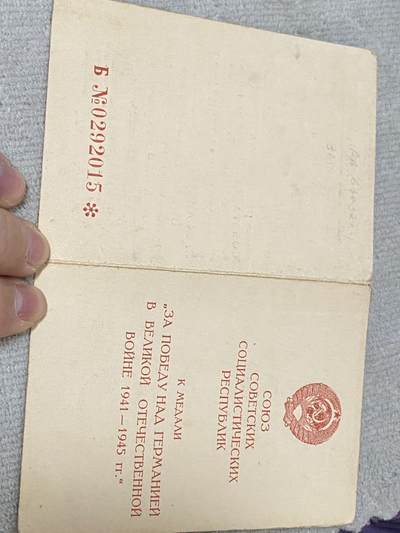 СОЮЗ
СОВЕТСКИХ
СОЦИАЛИСТИЧЕСКИХ
РЕСПУБЛИК
К МЕДАЛИ
„ЗА ПОБЕДУ НАД ГЕРМАНИЕЙ
В ВЕЛИКОЙ ОТЕЧЕСТВЕННОЙ
ВОЙНЕ 1941—1945 гг.“
Б №0292015 *